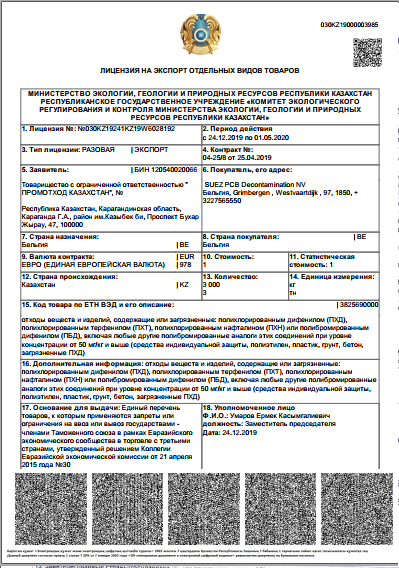 030KZ19000003985
ЛИЦЕНЗИЯ НА ЭКСПОРТ ОТДЕЛЬНЫХ ВИДОВ ТОВАРОВ
МИНИСТЕРСТВО ЭКОЛОГИИ, ГЕОЛОГИИ И ПРИРОДНЫХ РЕСУРСОВ РЕСПУБЛИКИ КАЗАХСТАН
РЕСПУБЛИКАНСКОЕ ГОСУДАРСТВЕННОЕ УЧРЕЖДЕНИЕ «КОМИТЕТ ЭКОЛОГИЧЕСКОГО
РЕГУЛИРОВАНИЯ И КОНТРОЛЯ МИНИСТЕРСТВА ЭКОЛОГИИ, ГЕОЛОГИИ И ПРИРОДНЫХ
РЕСУРСОВ РЕСПУБЛИКИ КАЗАХСТАН»
1. Лицензия №: №030KZ19241KZ19W6028192
2. Период действия
с 24.12.2019 по 01.05.2020
3. Тип лицензии: РАЗОВАЯ | ЭКСПОРТ
4. Контракт №:
04-25/8 от 25.04.2019
5. Заявитель: | БИН 120540020066
Товарищество с ограниченной ответственностью "
ПРОМОТХОД КАЗАХСТАН", №
Республика Казахстан, Карагандинская область,
Караганда Г.А., район им.Казыбек би, Проспект Бухар
Жырау, 47, 100000
6. Покупатель, его адрес:
SUEZ PCB Decontamination NV
Бельгия, Grimbergen , Westvaartdijk , 97, 1850, +
3227565550
7. Страна назначения:
Бельгия | BE
8. Страна покупателя: | BE
Бельгия
9. Валюта контракта: | EUR
ЕВРО (ЕДИНАЯ ЕВРОПЕЙСКАЯ ВАЛЮТА) | 978
10. Стоимость:
1
11. Статистическая
стоимость: 1
12. Страна происхождения:
Казахстан | KZ
13. Количество:
3 000
3
14. Единица измерения:
кг
тн
15. Код товара по ЕТН ВЭД и его описание: | 3825690000
отходы веществ и изделий, содержащие или загрязненные: полихлорированным дифенилом (ПХД),
полихлорированным терфенилом (ПХТ), полихлорированным нафталином (ПХН) или полибромированным
дифенилом (ПБД), включая любые другие полибромированные аналоги этих соединений при уровне
концентрации от 50 мг/кг и выше (средства индивидуальной защиты, полиэтилен, пластик, грунт, бетон,
загрязненные ПХД)
16. Дополнительная информация: отходы веществ и изделий, содержащие или загрязненные:
полихлорированным дифенилом (ПХД), полихлорированным терфенилом (ПХТ), полихлорированным
нафталином (ПХН) или полибромированным дифенилом (ПБД), включая любые другие полибромированные
аналоги этих соединений при уровне концентрации от 50 мг/кг и выше (средства индивидуальной защиты,
полиэтилен, пластик, грунт, бетон, загрязненные ПХД)
17. Основание для выдачи: Единый перечень
товаров, к которым применяются запреты или
ограничения на ввоз или вывоз государствами -
членами Таможенного союза в рамках Евразийского
экономического сообщества в торговле с третьими
странами, утвержденный решением Коллегии
Евразийской экономической комиссии от 21 апреля
2015 года №30
18. Уполномоченное лицо
Ф.И.О.: Умаров Ермек Касымгалиевич
должность: Заместитель председателя
Дата: 24.12.2019